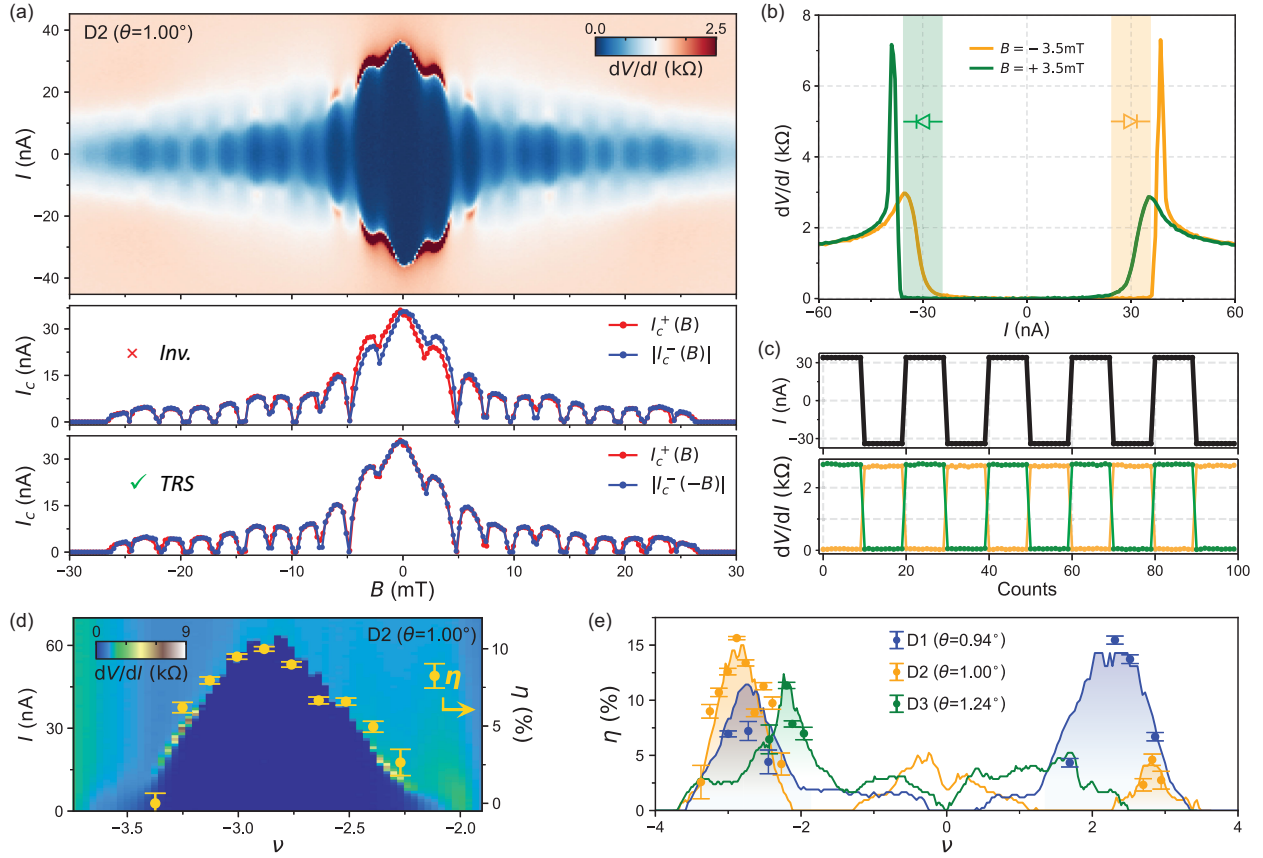 (a)
D2 (θ=1.00°)
0.0 2.5
dV/dI (kΩ)
40
20
0
−20
−40
I (nA)
30
15
0
I_c (nA)
× Inv.
I_c^+(B)
|I_c^−(B)|
30
15
0
I_c (nA)
✓ TRS
I_c^+(B)
|I_c^−(−B)|
−30 −20 −10 0 10 20 30
B (mT)
(b)
8
6
4
2
0
dV/dI (kΩ)
B = − 3.5mT
B = + 3.5mT
−60 −30 0 30 60
I (nA)
(c)
30
0
−30
I (nA)
2
0
dV/dI (kΩ)
0 20 40 60 80 100
Counts
(d)
0 9
dV/dI (kΩ)
D2 (θ=1.00°)
60
30
0
I (nA)
η
10
5
0
η (%)
−3.5 −3.0 −2.5 −2.0
ν
(e)
15
10
5
0
η (%)
D1 (θ=0.94°)
D2 (θ=1.00°)
D3 (θ=1.24°)
−4 −2 0 2 4
ν